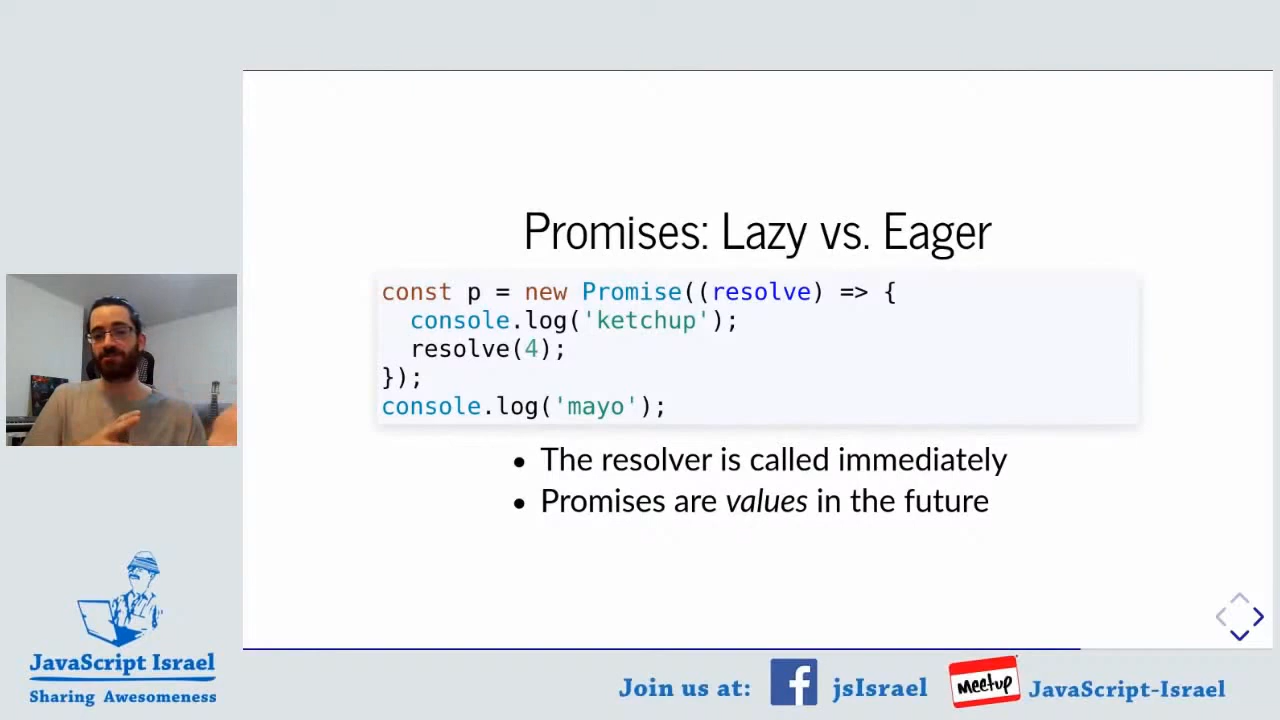 Promises: Lazy vs. Eager
const p = new Promise((resolve) => {
  console.log('ketchup');
  resolve(4);
});
console.log('mayo');
• The resolver is called immediately
• Promises are values in the future
JavaScript Israel
Sharing Awesomeness
Join us at: f jsIsrael meetup JavaScript-Israel